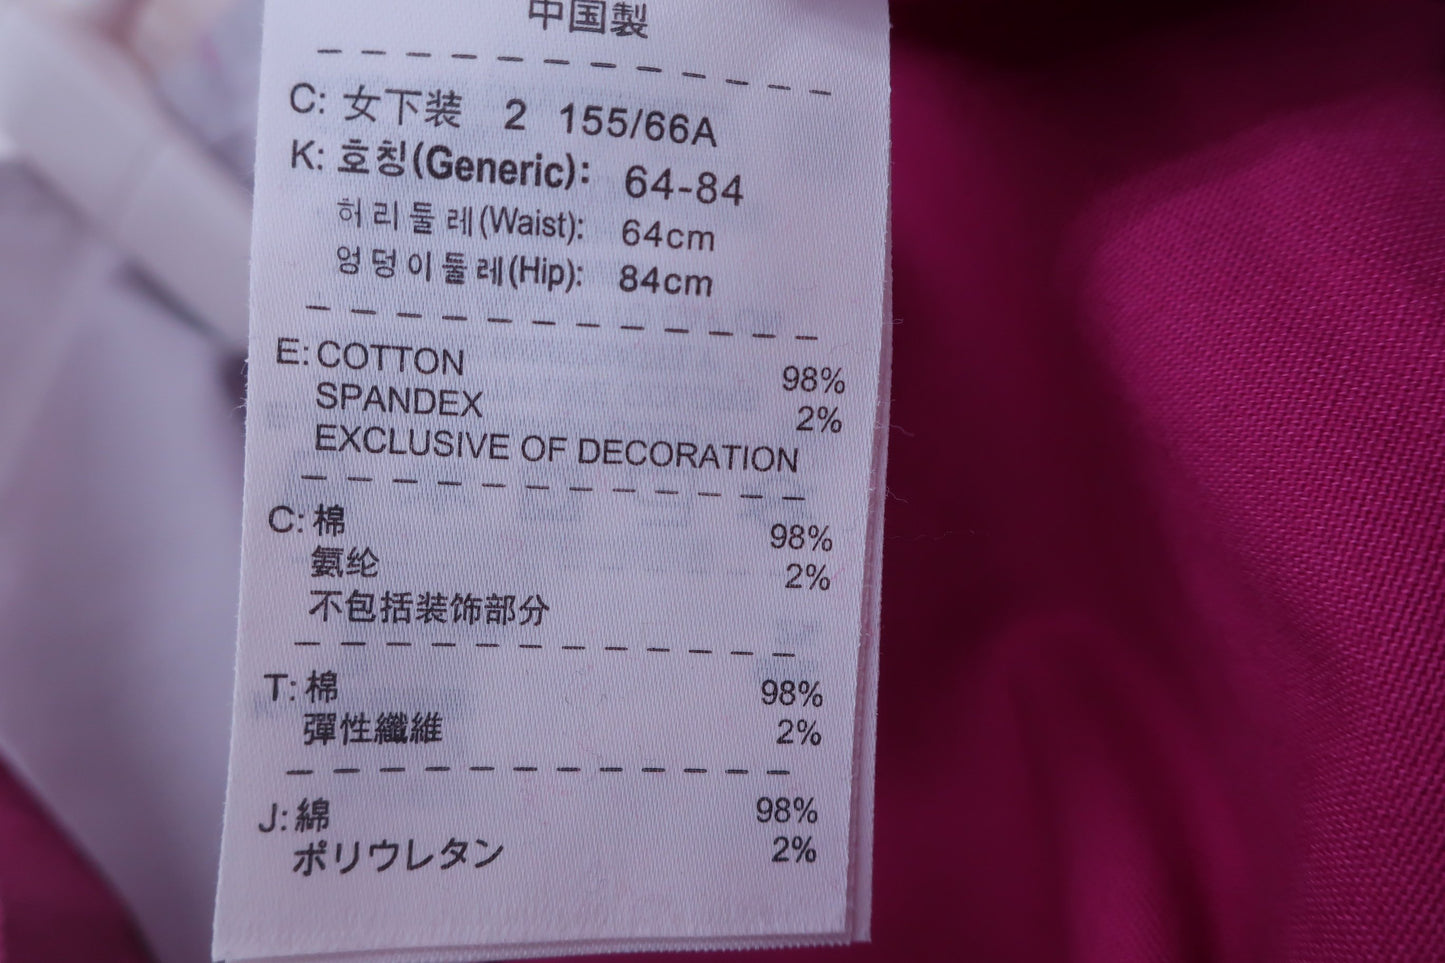 中国製
C: 女下装 2 155/66A
K: 호칭(Generic): 64-84
허리둘레(Waist): 64cm
엉덩이둘레(Hip): 84cm
E: COTTON 98%
SPANDEX 2%
EXCLUSIVE OF DECORATION
C: 棉 98%
氨纶 2%
不包括装饰部分
T: 棉 98%
彈性纖維 2%
J: 綿 98%
ポリウレタン 2%